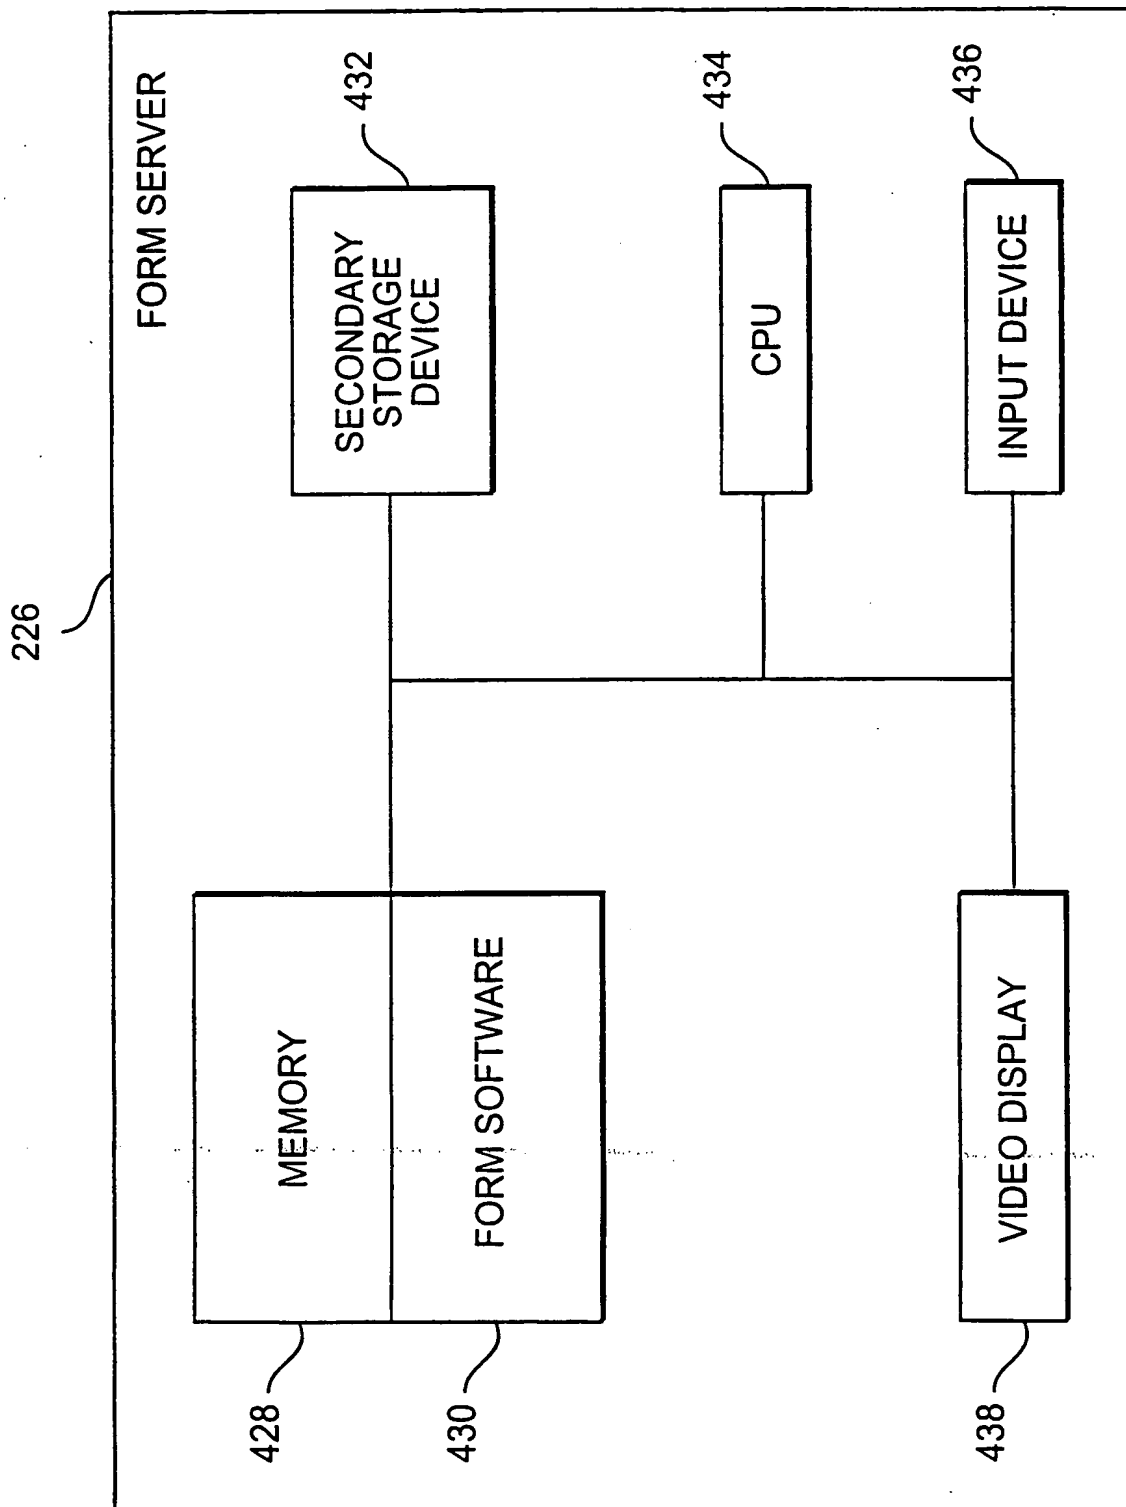 226
FORM SERVER
MEMORY
428
FORM SOFTWARE
430
SECONDARY
STORAGE
DEVICE
432
CPU
434
VIDEO DISPLAY
438
INPUT DEVICE
436